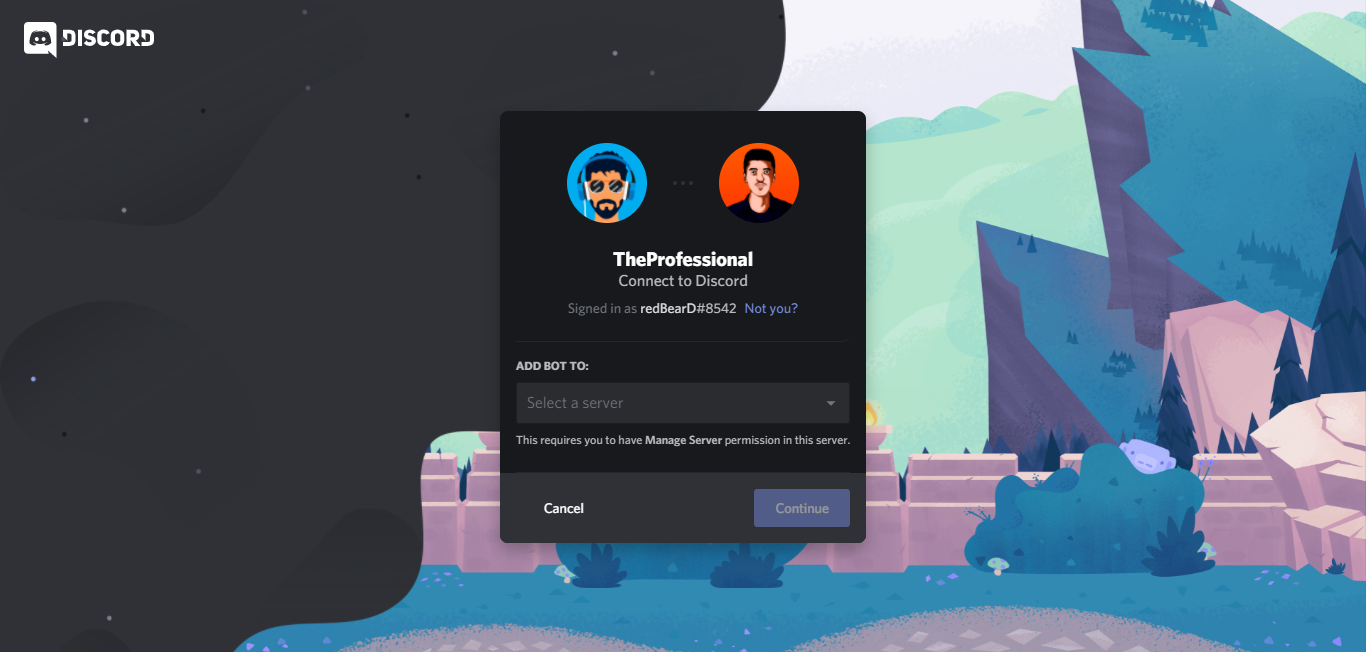 DISCORD
TheProfessional
Connect to Discord
Signed in as redBearD#8542 Not you?
ADD BOT TO:
Select a server
This requires you to have Manage Server permission in this server.
Cancel
Continue